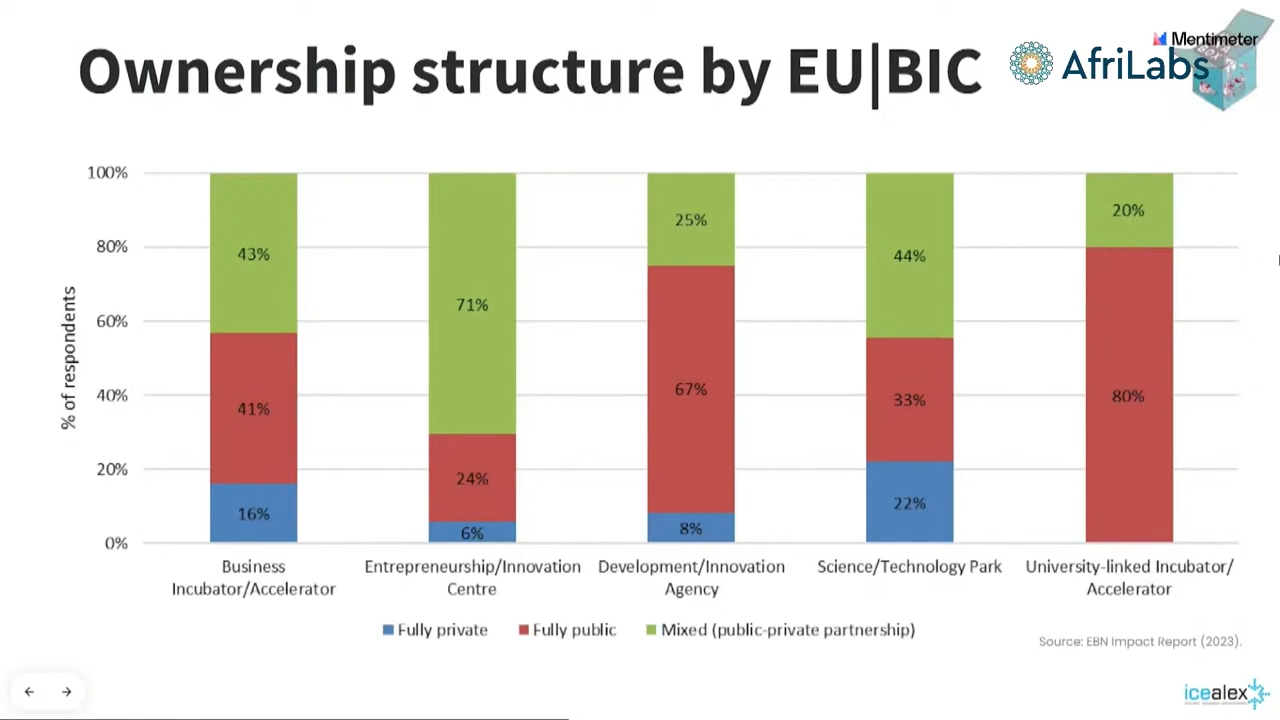 Ownership structure by EU|BIC
Mentimeter
AfriLabs
100%
80%
60%
40%
20%
0%
% of respondents
43%
41%
16%
71%
24%
6%
25%
67%
8%
44%
33%
22%
20%
80%
Business
Incubator/Accelerator
Entrepreneurship/Innovation
Centre
Development/Innovation
Agency
Science/Technology Park
University-linked Incubator/
Accelerator
Fully private
Fully public
Mixed (public-private partnership)
Source: EBN Impact Report (2023).
icealex